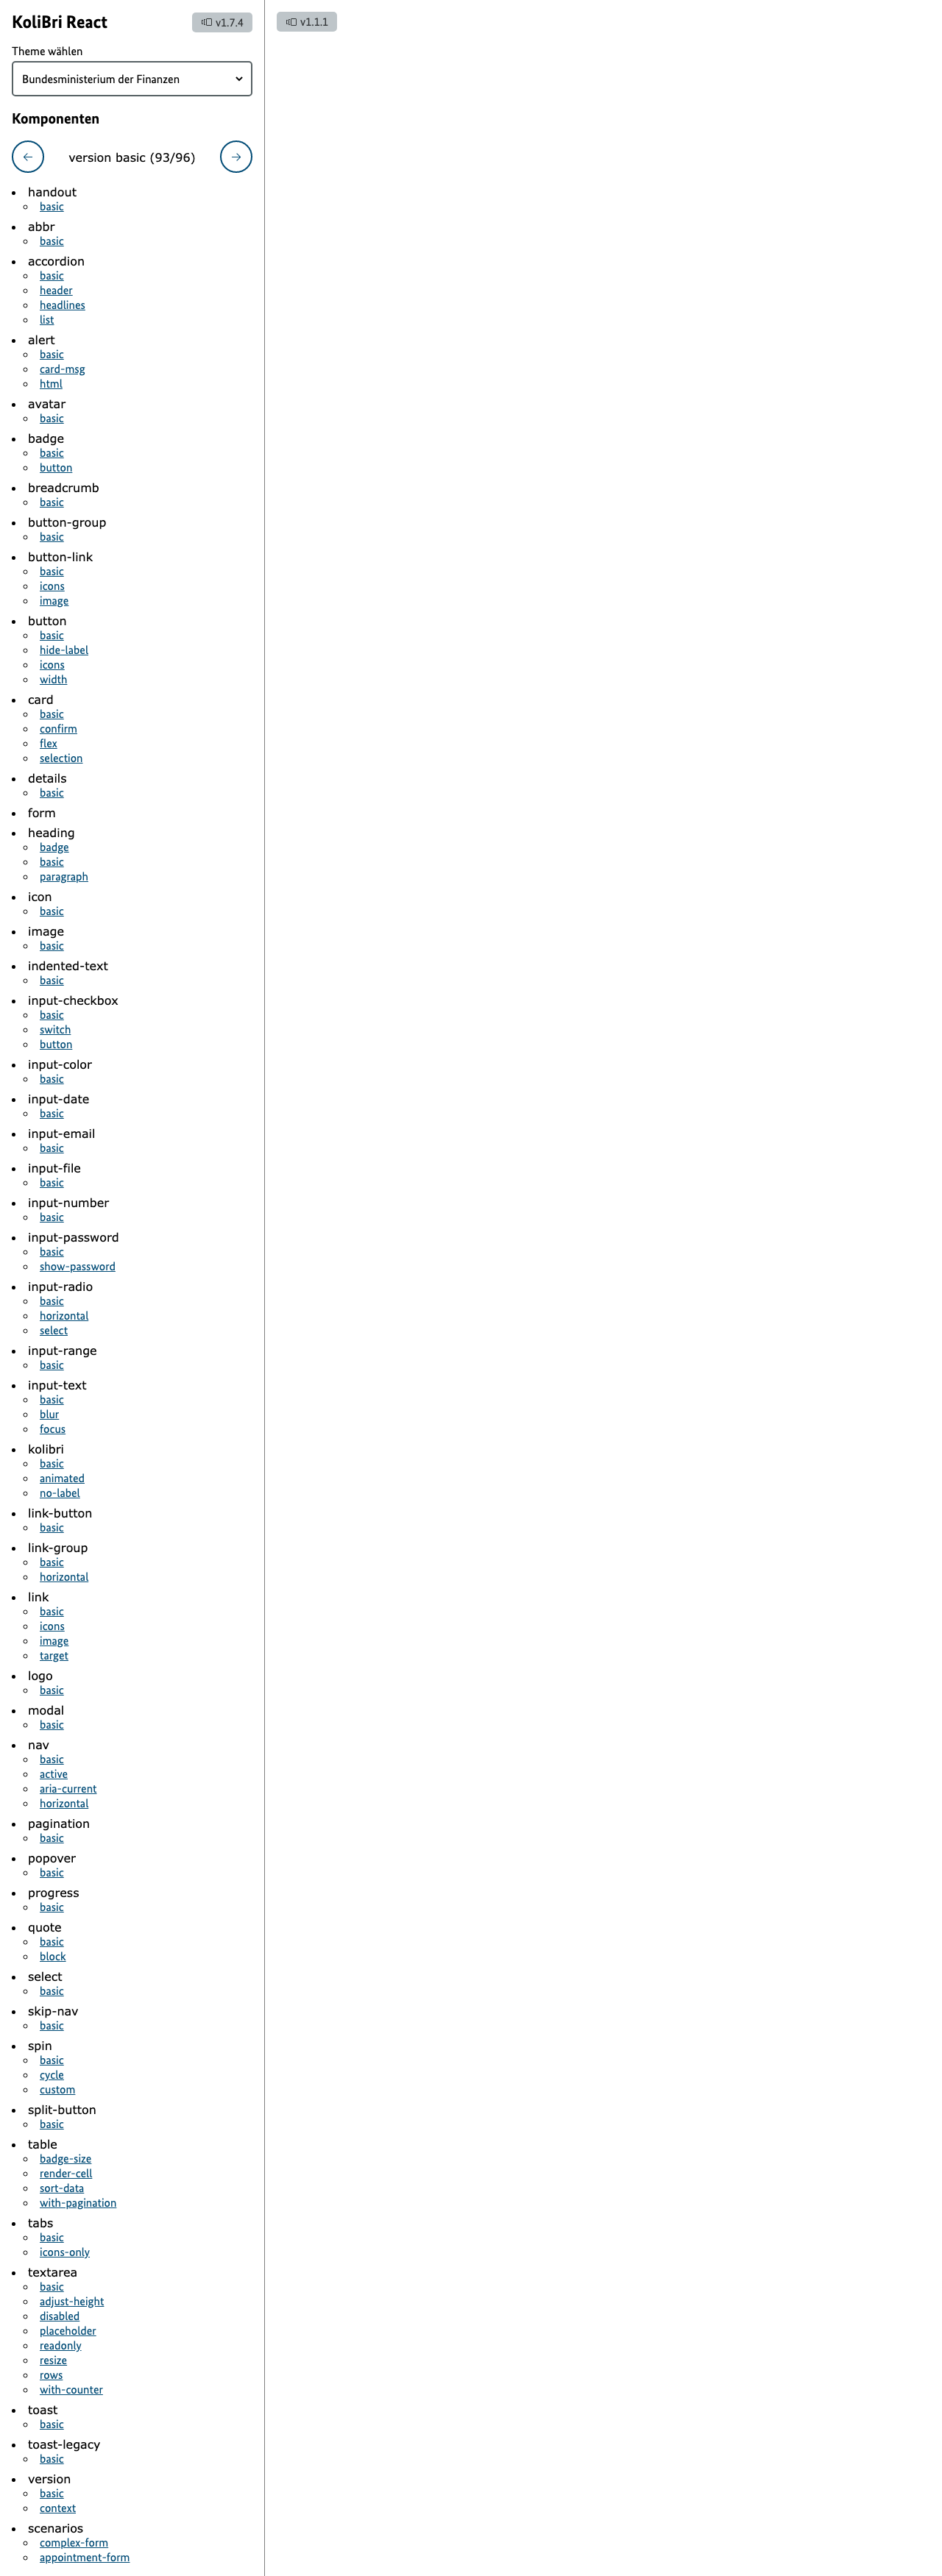 KoliBri React
v1.7.4
v1.1.1
Theme wählen
Bundesministerium der Finanzen
Komponenten
version basic (93/96)
handout
basic
abbr
basic
accordion
basic
header
headlines
list
alert
basic
card-msg
html
avatar
basic
badge
basic
button
breadcrumb
basic
button-group
basic
button-link
basic
icons
image
button
basic
hide-label
icons
width
card
basic
confirm
flex
selection
details
basic
form
heading
badge
basic
paragraph
icon
basic
image
basic
indented-text
basic
input-checkbox
basic
switch
button
input-color
basic
input-date
basic
input-email
basic
input-file
basic
input-number
basic
input-password
basic
show-password
input-radio
basic
horizontal
select
input-range
basic
input-text
basic
blur
focus
kolibri
basic
animated
no-label
link-button
basic
link-group
basic
horizontal
link
basic
icons
image
target
logo
basic
modal
basic
nav
basic
active
aria-current
horizontal
pagination
basic
popover
basic
progress
basic
quote
basic
block
select
basic
skip-nav
basic
spin
basic
cycle
custom
split-button
basic
table
badge-size
render-cell
sort-data
with-pagination
tabs
basic
icons-only
textarea
basic
adjust-height
disabled
placeholder
readonly
resize
rows
with-counter
toast
basic
toast-legacy
basic
version
basic
context
scenarios
complex-form
appointment-form